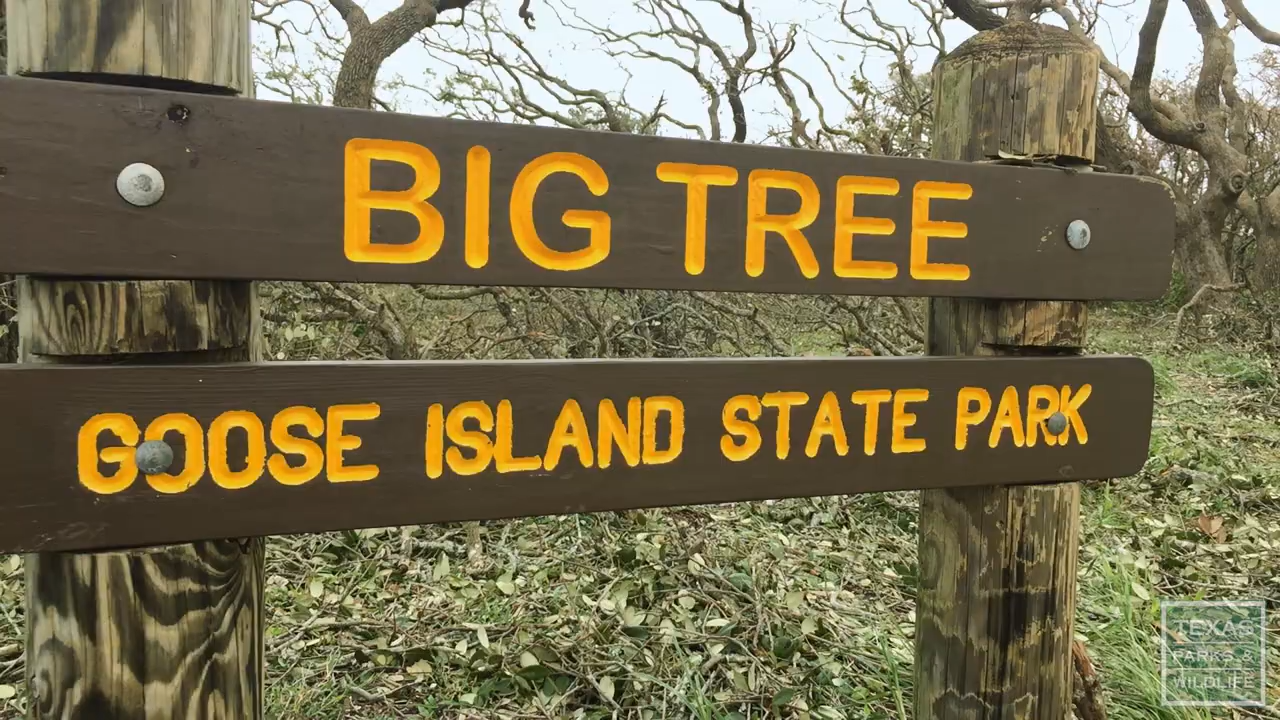 BIG TREE
GOOSE ISLAND STATE PARK
TEXAS
PARKS &
WILDLIFE